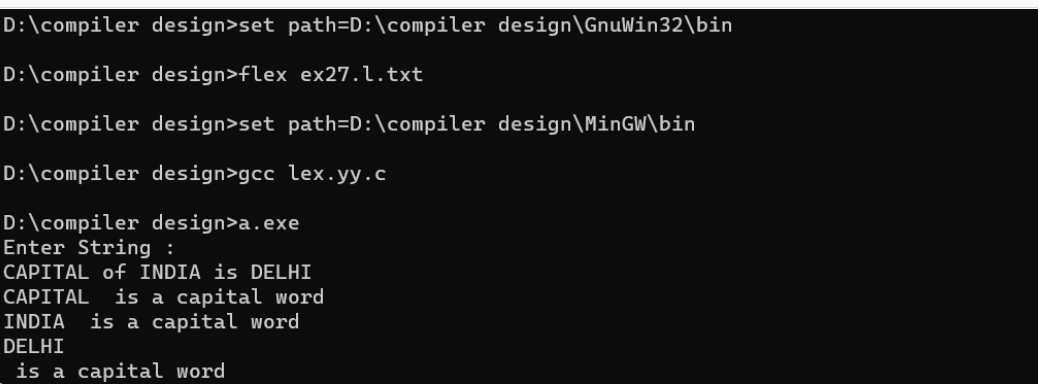 D:\compiler design>set path=D:\compiler design\GnuWin32\bin
D:\compiler design>flex ex27.l.txt
D:\compiler design>set path=D:\compiler design\MinGW\bin
D:\compiler design>gcc lex.yy.c
D:\compiler design>a.exe
Enter String :
CAPITAL of INDIA is DELHI
CAPITAL  is a capital word
INDIA  is a capital word
DELHI
 is a capital word